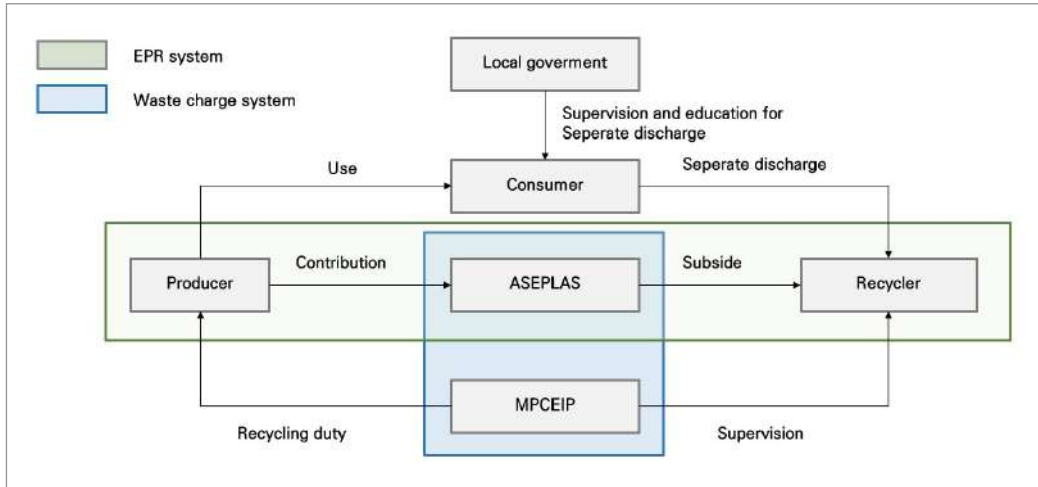 EPR system
Waste charge system
Local goverment
Supervision and education for
Seperate discharge
Use
Consumer
Seperate discharge
Producer
Contribution
ASEPLAS
Subside
Recycler
MPCEIP
Recycling duty
Supervision